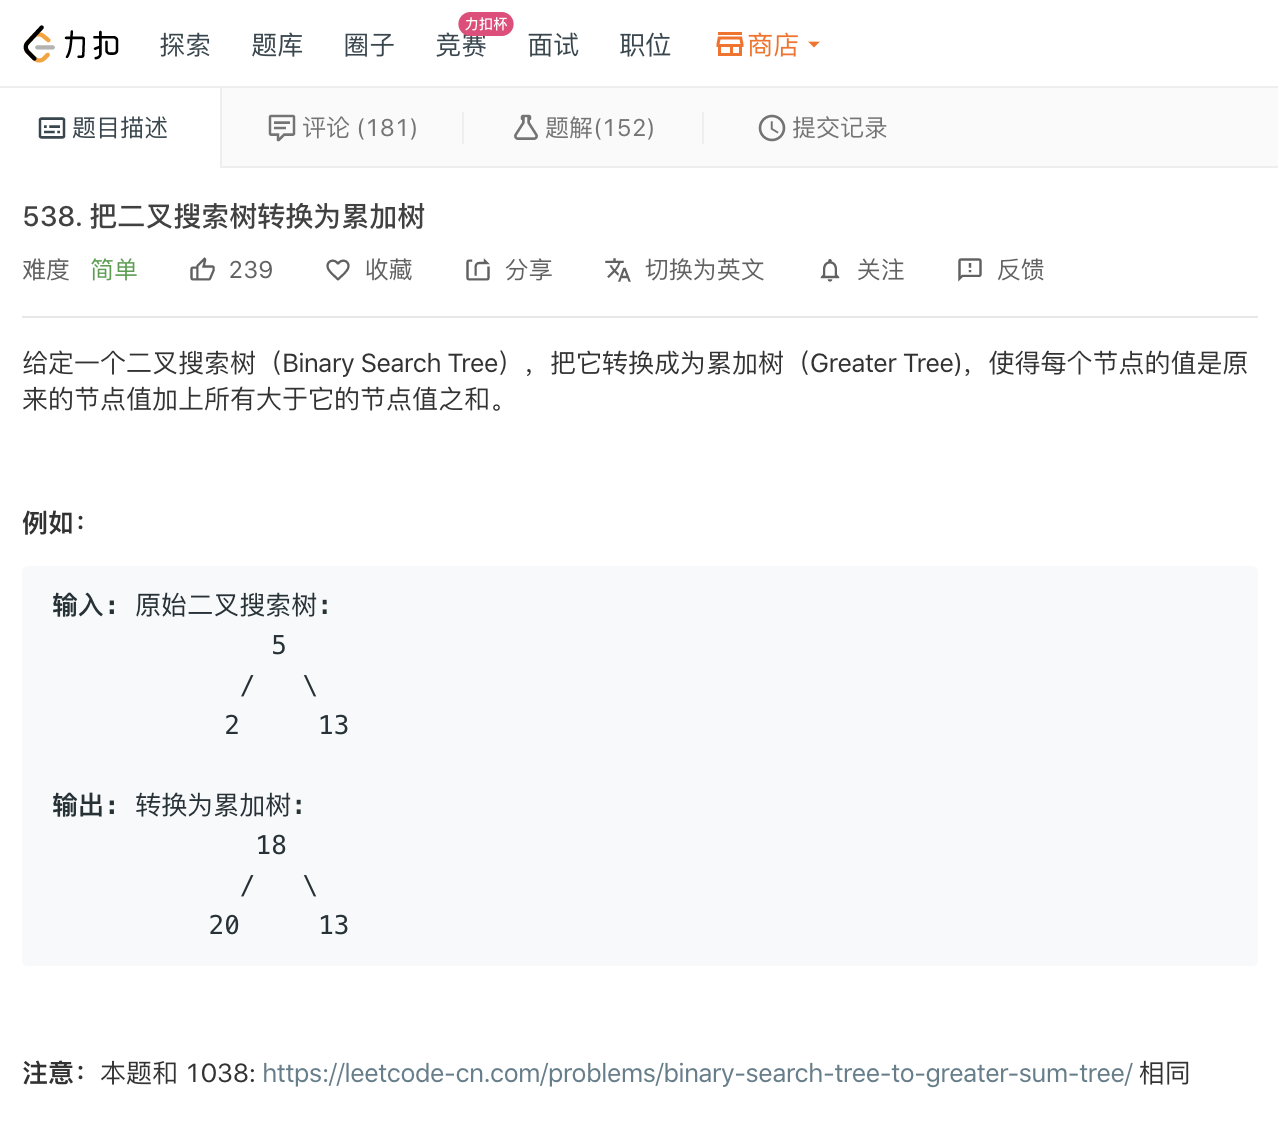 力扣 探索 题库 圈子 竞赛 力扣杯 面试 职位 商店
题目描述 评论 (181) 题解(152) 提交记录
538. 把二叉搜索树转换为累加树
难度 简单 239 收藏 分享 切换为英文 关注 反馈
给定一个二叉搜索树（Binary Search Tree），把它转换成为累加树（Greater Tree)，使得每个节点的值是原
来的节点值加上所有大于它的节点值之和。
例如：
输入: 原始二叉搜索树:
5
/ \
2 13
输出: 转换为累加树:
18
/ \
20 13
注意：本题和 1038: https://leetcode-cn.com/problems/binary-search-tree-to-greater-sum-tree/ 相同